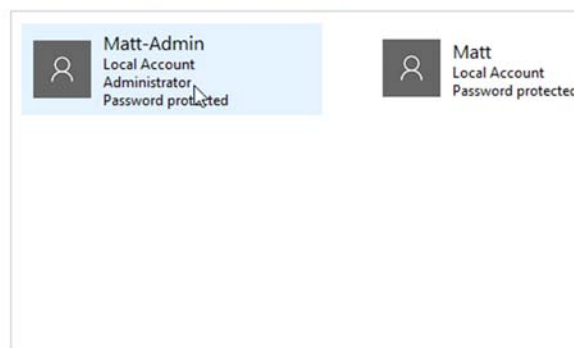 Matt-Admin
Local Account
Administrator
Password protected
Matt
Local Account
Password protected